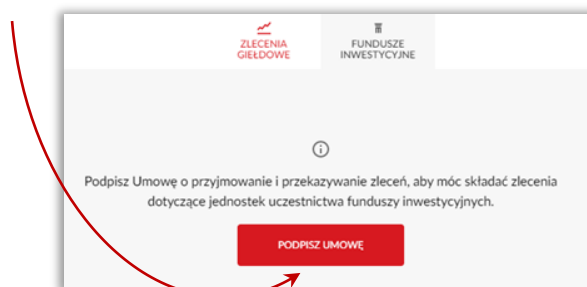 ZLECENIA
GIEŁDOWE
FUNDUSZE
INWESTYCYJNE
Podpisz Umowę o przyjmowanie i przekazywanie zleceń, aby móc składać zlecenia
dotyczące jednostek uczestnictwa funduszy inwestycyjnych.
PODPISZ UMOWĘ